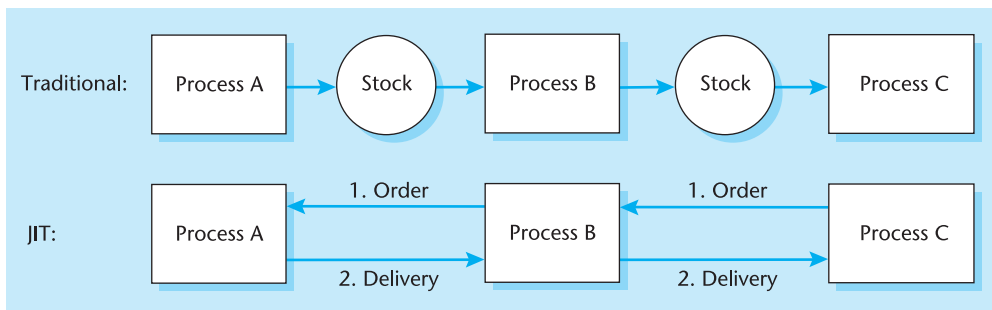 Traditional:
Process A
Stock
Process B
Stock
Process C
JIT:
Process A
1. Order
2. Delivery
Process B
1. Order
2. Delivery
Process C